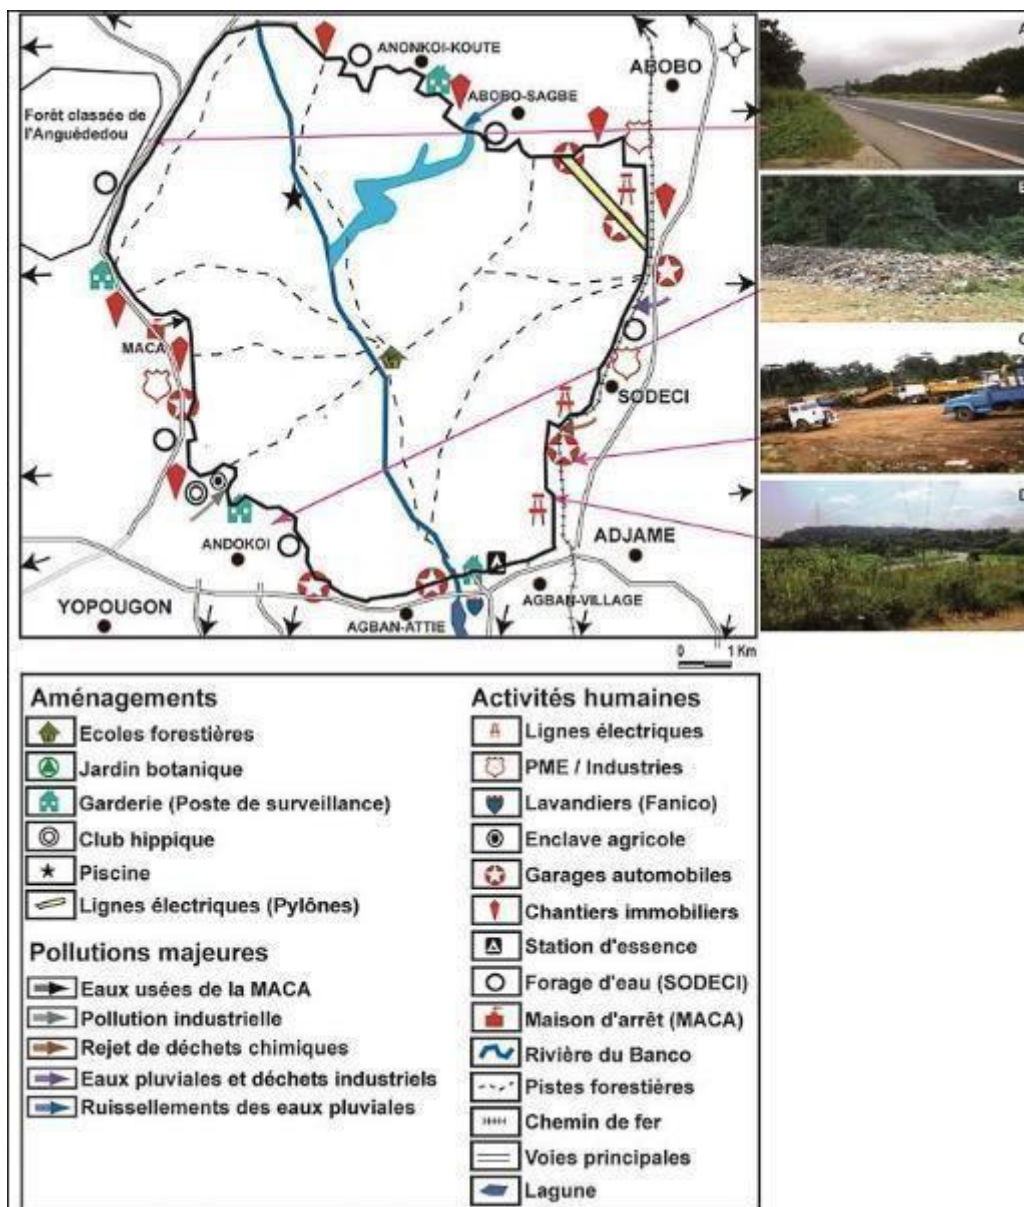 ANONKOI-KOUTE
ABOBO
Forêt classée de
l'Anguédedou
ABOBO-SAGBE
MACA
SODECI
ANDOKOI
ADJAME
YOPOUGON
AGBAN-VILLAGE
AGBAN-ATTIE
0 1 Km
A
C
D
Aménagements
Ecoles forestières
Jardin botanique
Garderie (Poste de surveillance)
Club hippique
Piscine
Lignes électriques (Pylônes)
Pollutions majeures
Eaux usées de la MACA
Pollution industrielle
Rejet de déchets chimiques
Eaux pluviales et déchets industriels
Ruissellements des eaux pluviales
Activités humaines
Lignes électriques
PME / Industries
Lavandiers (Fanico)
Enclave agricole
Garages automobiles
Chantiers immobiliers
Station d'essence
Forage d'eau (SODECI)
Maison d'arrêt (MACA)
Rivière du Banco
Pistes forestières
Chemin de fer
Voies principales
Lagune